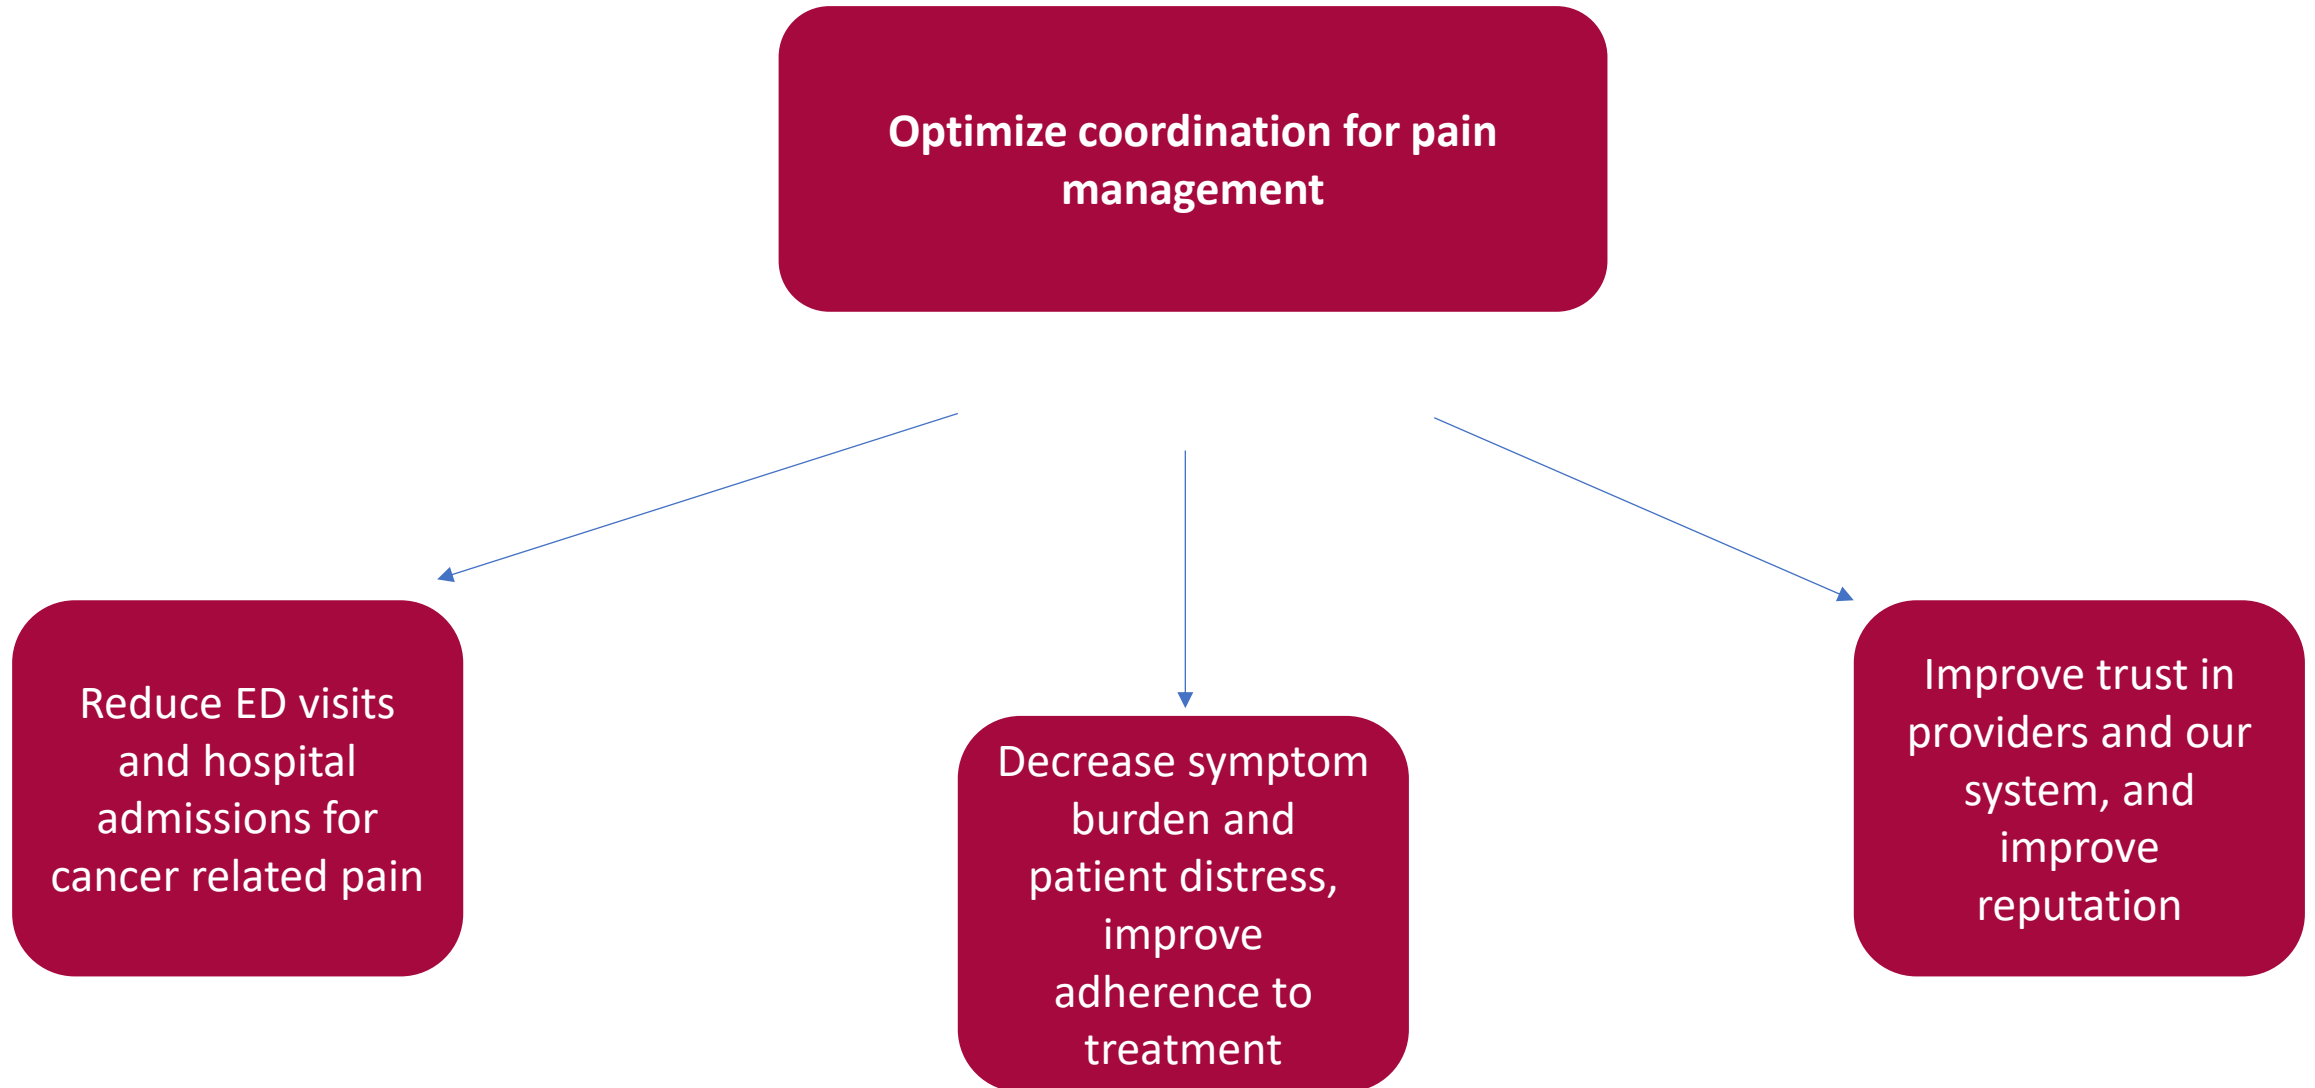 Optimize coordination for pain
management
Reduce ED visits
and hospital
admissions for
cancer related pain
Decrease symptom
burden and
patient distress,
improve
adherence to
treatment
Improve trust in
providers and our
system, and
improve
reputation